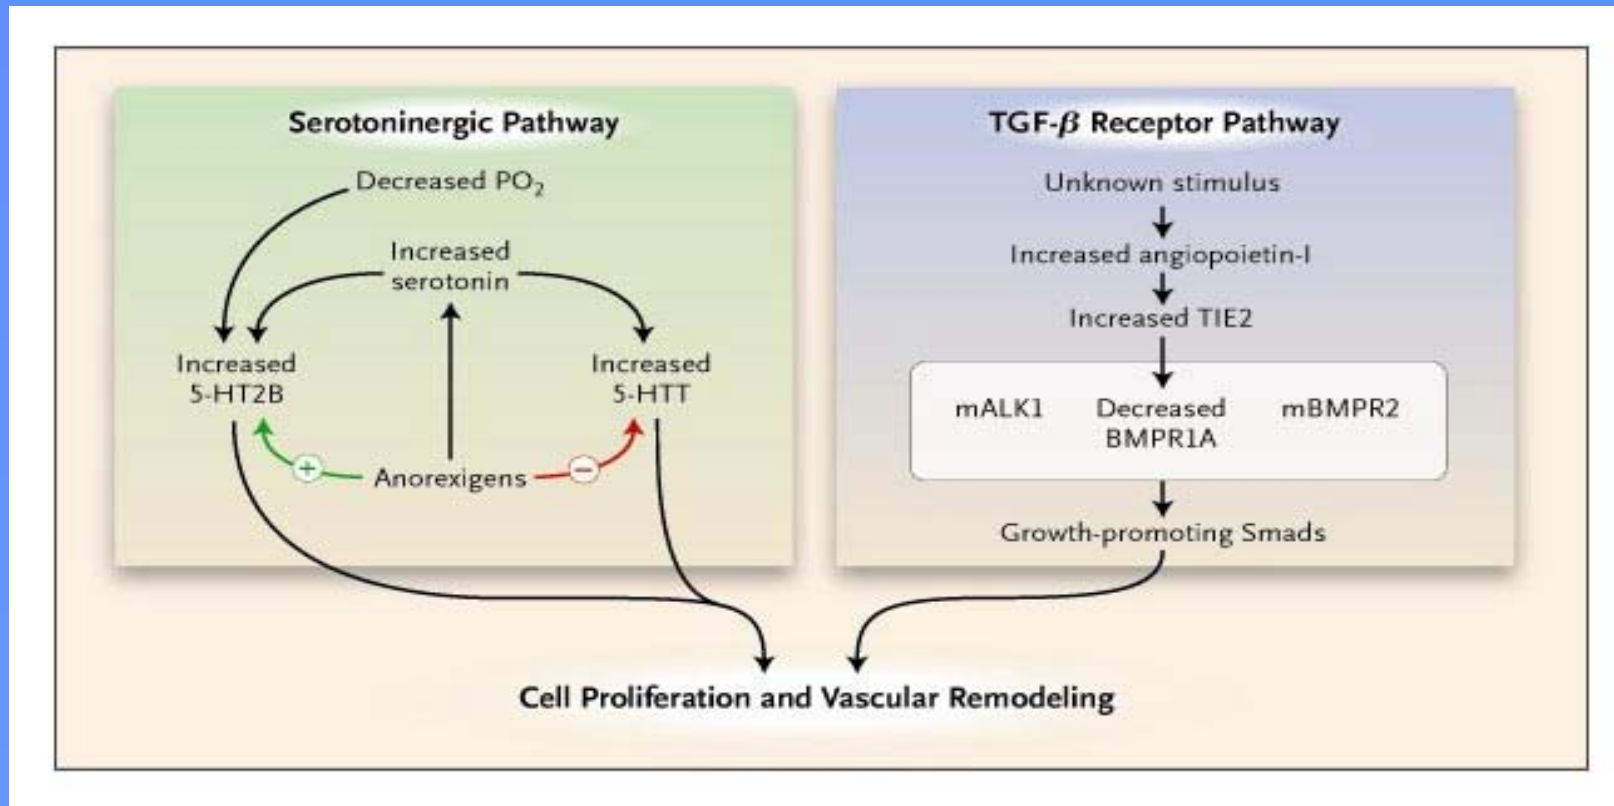 Serotoninergic Pathway
Decreased PO₂
Increased
serotonin
Increased
5-HT2B
Increased
5-HTT
+
Anorexigens
−
TGF-β Receptor Pathway
Unknown stimulus
Increased angiopoietin-I
Increased TIE2
mALK1
Decreased
BMPR1A
mBMPR2
Growth-promoting Smads
Cell Proliferation and Vascular Remodeling